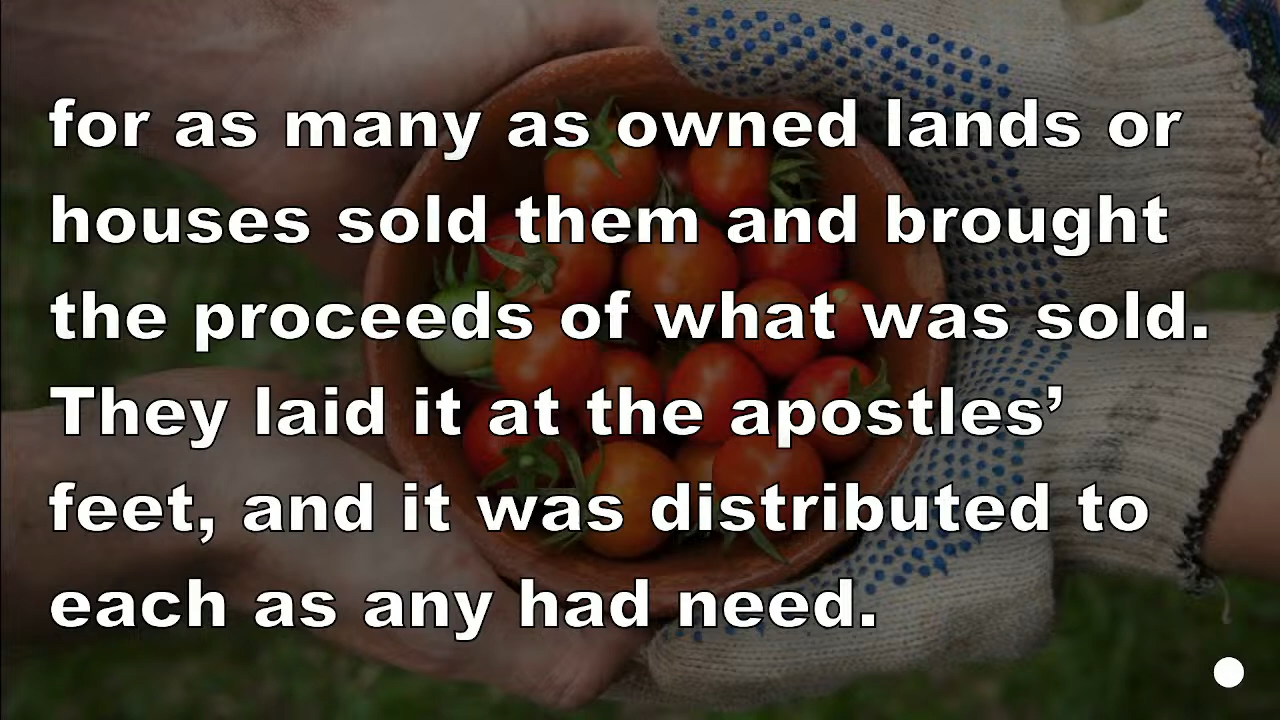 for as many as owned lands or
houses sold them and brought
the proceeds of what was sold.
They laid it at the apostles’
feet, and it was distributed to
each as any had need.